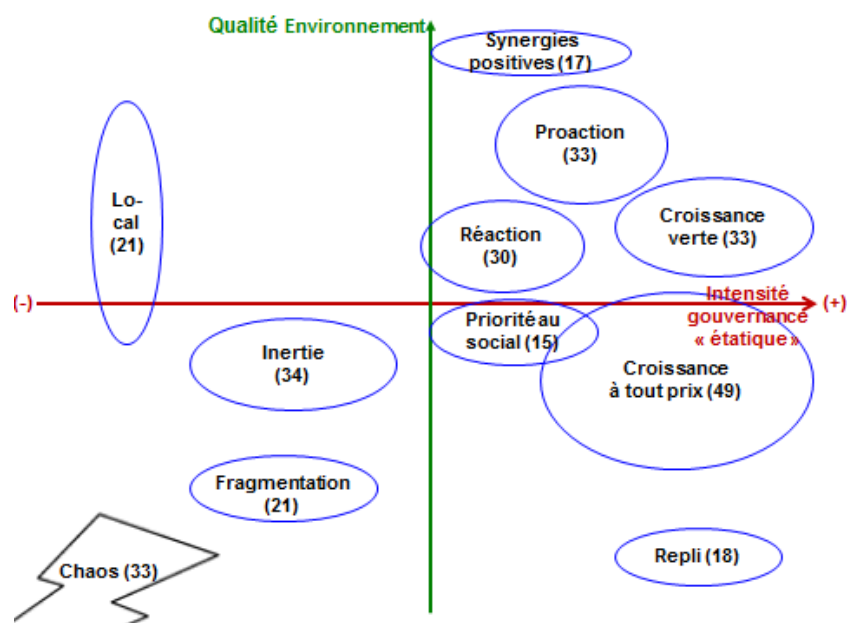 Qualité Environnement
Synergies
positives (17)
Proaction
(33)
Lo-
cal
(21)
Croissance
verte (33)
Réaction
(30)
(-)
Intensité
gouvernance
« étatique »
(+)
Priorité au
social (15)
Inertie
(34)
Croissance
à tout prix (49)
Fragmentation
(21)
Chaos (33)
Repli (18)